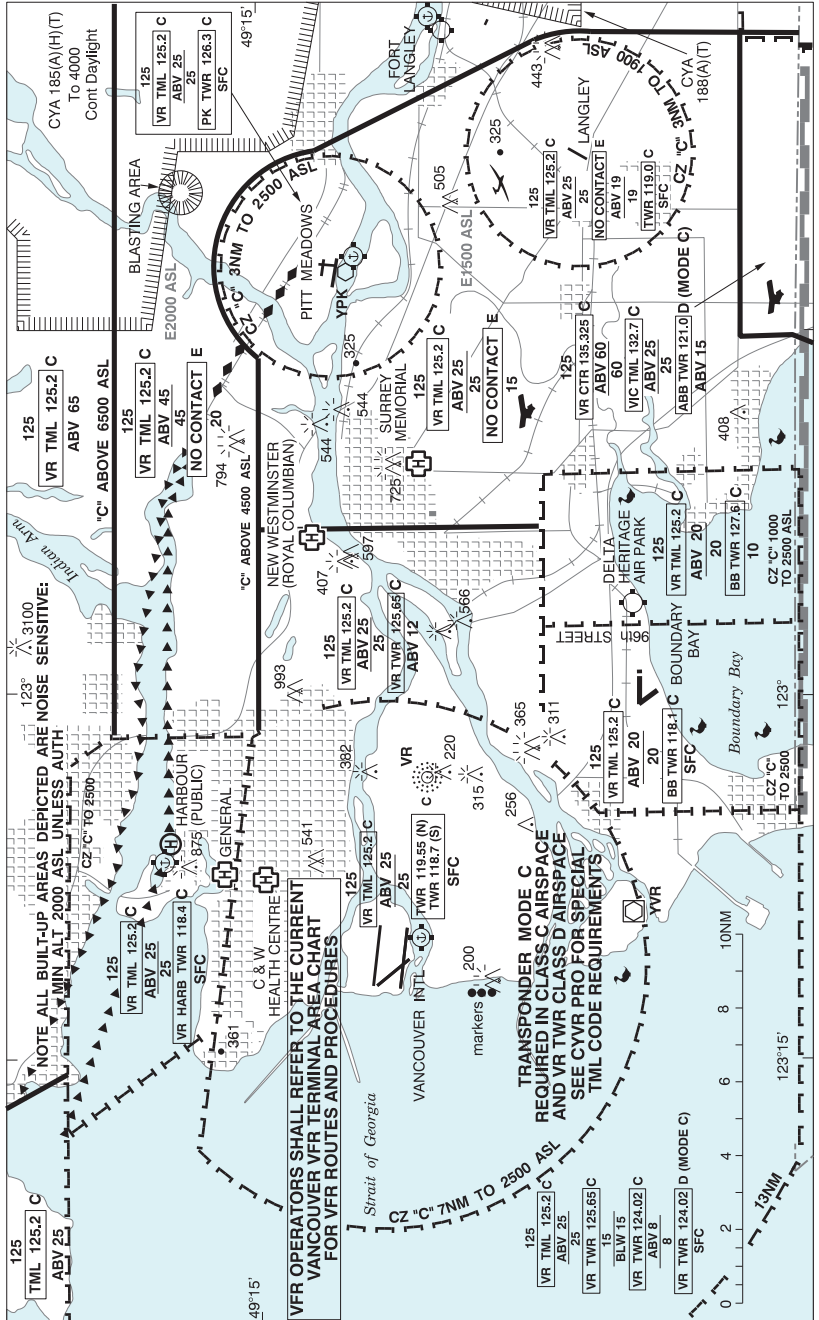 125
TML 125.2 C
ABV 25
NOTE ALL BUILT-UP AREAS DEPICTED ARE NOISE SENSITIVE:
MIN ALT 2000 ASL UNLESS AUTH
CZ "C" TO 2500
3100
123°
Indian Arm
125
VR TML 125.2 C
ABV 65
"C" ABOVE 6500 ASL
CYA 185(A)(H)(T)
To 4000
Cont Daylight
49°15'
125
VR TML 125.2 C
ABV 25
25
PK TWR 126.3 C
SFC
BLASTING AREA
E2000 ASL
125
VR TML 125.2 C
ABV 45
45
NO CONTACT E
20
794
"C" ABOVE 4500 ASL
CZ "C" 3NM TO 2500 ASL
PITT MEADOWS
YPK
325
FORT
LANGLEY
443
CYA
188(A)(T)
505
E1500 ASL
325
LANGLEY
125
VR TML 125.2 C
ABV 25
25
NO CONTACT E
ABV 19
19
TWR 119.0 C
SFC
CZ "C" 3NM TO 1900 ASL
125
VR TML 125.2 C
ABV 25
25
VR HARB TWR 118.4 C
SFC
HARBOUR
(PUBLIC)
875
GENERAL
361
C & W
HEALTH CENTRE
541
993
NEW WESTMINSTER
(ROYAL COLUMBIAN)
407
597
544
544
SURREY
MEMORIAL
725
125
VR TML 125.2 C
ABV 25
25
NO CONTACT E
15
125
VR TML 125.2 C
ABV 25
25
VR TWR 125.65 C
ABV 12
566
49°15'
VFR OPERATORS SHALL REFER TO THE CURRENT
VANCOUVER VFR TERMINAL AREA CHART
FOR VFR ROUTES AND PROCEDURES
Strait of Georgia
125
VR TML 125.2 C
ABV 25
25
TWR 119.55 (N)
TWR 118.7 (S)
SFC
C
VR
382
220
315
365
311
256
VANCOUVER INTL
markers
200
TRANSPONDER MODE C
REQUIRED IN CLASS C AIRSPACE
AND VR TWR CLASS D AIRSPACE
SEE CYVR PRO FOR SPECIAL
TML CODE REQUIREMENTS
YVR
CZ "C" 7NM TO 2500 ASL
125
VR TML 125.2 C
ABV 25
25
VR TWR 125.65 C
15
BLW 15
VR TWR 124.02 C
ABV 8
8
VR TWR 124.02 D (MODE C)
SFC
0
2
4
6
8
10NM
13NM
123°15'
125
VR TML 125.2 C
ABV 20
20
BB TWR 118.1 C
SFC
CZ "C"
TO 2500
96th STREET
BOUNDARY
BAY
Boundary Bay
123°
DELTA
HERITAGE
AIR PARK
125
VR TML 125.2 C
ABV 20
20
BB TWR 127.6 C
10
CZ "C" 1000
TO 2500 ASL
408
125
VR CTR 135.325 C
ABV 60
60
VIC TML 132.7 C
ABV 25
25
ABB TWR 121.0 D (MODE C)
ABV 15